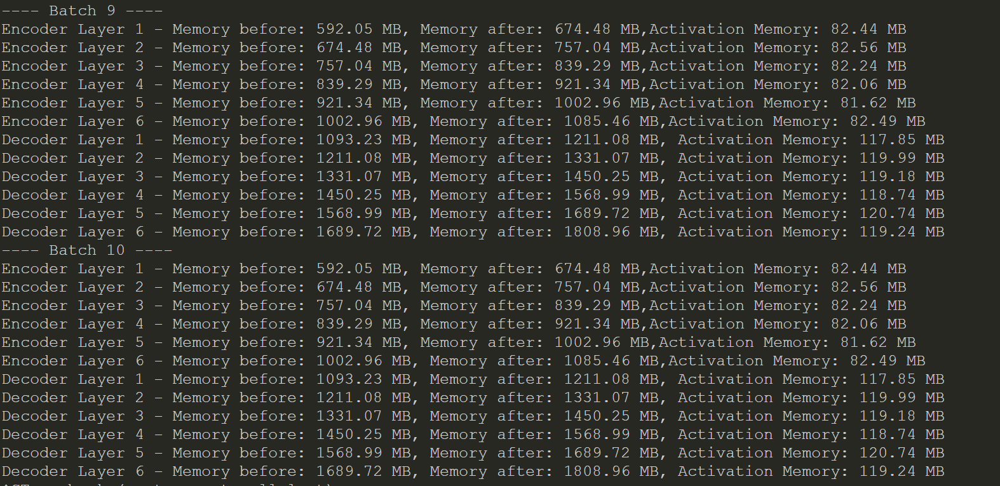 ---- Batch 9 ----
Encoder Layer 1 - Memory before: 592.05 MB, Memory after: 674.48 MB,Activation Memory: 82.44 MB
Encoder Layer 2 - Memory before: 674.48 MB, Memory after: 757.04 MB,Activation Memory: 82.56 MB
Encoder Layer 3 - Memory before: 757.04 MB, Memory after: 839.29 MB,Activation Memory: 82.24 MB
Encoder Layer 4 - Memory before: 839.29 MB, Memory after: 921.34 MB,Activation Memory: 82.06 MB
Encoder Layer 5 - Memory before: 921.34 MB, Memory after: 1002.96 MB,Activation Memory: 81.62 MB
Encoder Layer 6 - Memory before: 1002.96 MB, Memory after: 1085.46 MB,Activation Memory: 82.49 MB
Decoder Layer 1 - Memory before: 1093.23 MB, Memory after: 1211.08 MB, Activation Memory: 117.85 MB
Decoder Layer 2 - Memory before: 1211.08 MB, Memory after: 1331.07 MB, Activation Memory: 119.99 MB
Decoder Layer 3 - Memory before: 1331.07 MB, Memory after: 1450.25 MB, Activation Memory: 119.18 MB
Decoder Layer 4 - Memory before: 1450.25 MB, Memory after: 1568.99 MB, Activation Memory: 118.74 MB
Decoder Layer 5 - Memory before: 1568.99 MB, Memory after: 1689.72 MB, Activation Memory: 120.74 MB
Decoder Layer 6 - Memory before: 1689.72 MB, Memory after: 1808.96 MB, Activation Memory: 119.24 MB
---- Batch 10 ----
Encoder Layer 1 - Memory before: 592.05 MB, Memory after: 674.48 MB,Activation Memory: 82.44 MB
Encoder Layer 2 - Memory before: 674.48 MB, Memory after: 757.04 MB,Activation Memory: 82.56 MB
Encoder Layer 3 - Memory before: 757.04 MB, Memory after: 839.29 MB,Activation Memory: 82.24 MB
Encoder Layer 4 - Memory before: 839.29 MB, Memory after: 921.34 MB,Activation Memory: 82.06 MB
Encoder Layer 5 - Memory before: 921.34 MB, Memory after: 1002.96 MB,Activation Memory: 81.62 MB
Encoder Layer 6 - Memory before: 1002.96 MB, Memory after: 1085.46 MB,Activation Memory: 82.49 MB
Decoder Layer 1 - Memory before: 1093.23 MB, Memory after: 1211.08 MB, Activation Memory: 117.85 MB
Decoder Layer 2 - Memory before: 1211.08 MB, Memory after: 1331.07 MB, Activation Memory: 119.99 MB
Decoder Layer 3 - Memory before: 1331.07 MB, Memory after: 1450.25 MB, Activation Memory: 119.18 MB
Decoder Layer 4 - Memory before: 1450.25 MB, Memory after: 1568.99 MB, Activation Memory: 118.74 MB
Decoder Layer 5 - Memory before: 1568.99 MB, Memory after: 1689.72 MB, Activation Memory: 120.74 MB
Decoder Layer 6 - Memory before: 1689.72 MB, Memory after: 1808.96 MB, Activation Memory: 119.24 MB